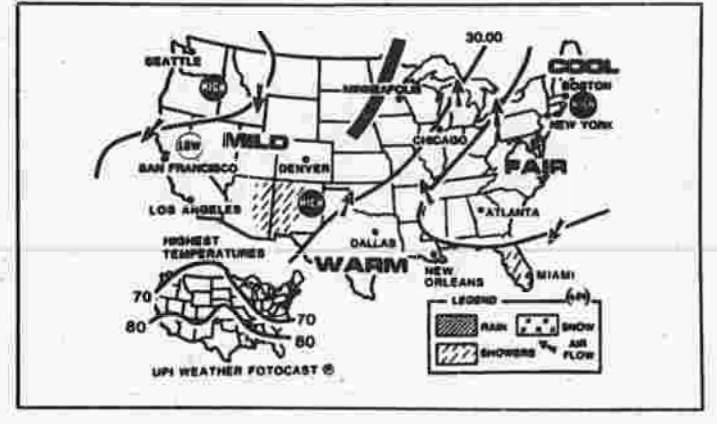 30.00
SEATTLE
COOL
MINNEAPOLIS
BOSTON
HIGH
NEW YORK
CHICAGO
LOW
MILD
FAIR
SAN FRANCISCO
DENVER
LOS ANGELES
ATLANTA
HIGHEST
TEMPERATURES
DALLAS
WARM
NEW
ORLEANS
MIAMI
70
80
70
80
LEGEND
RAIN
SNOW
SHOWERS
AIR
FLOW
UPI WEATHER FOTOCAST ®